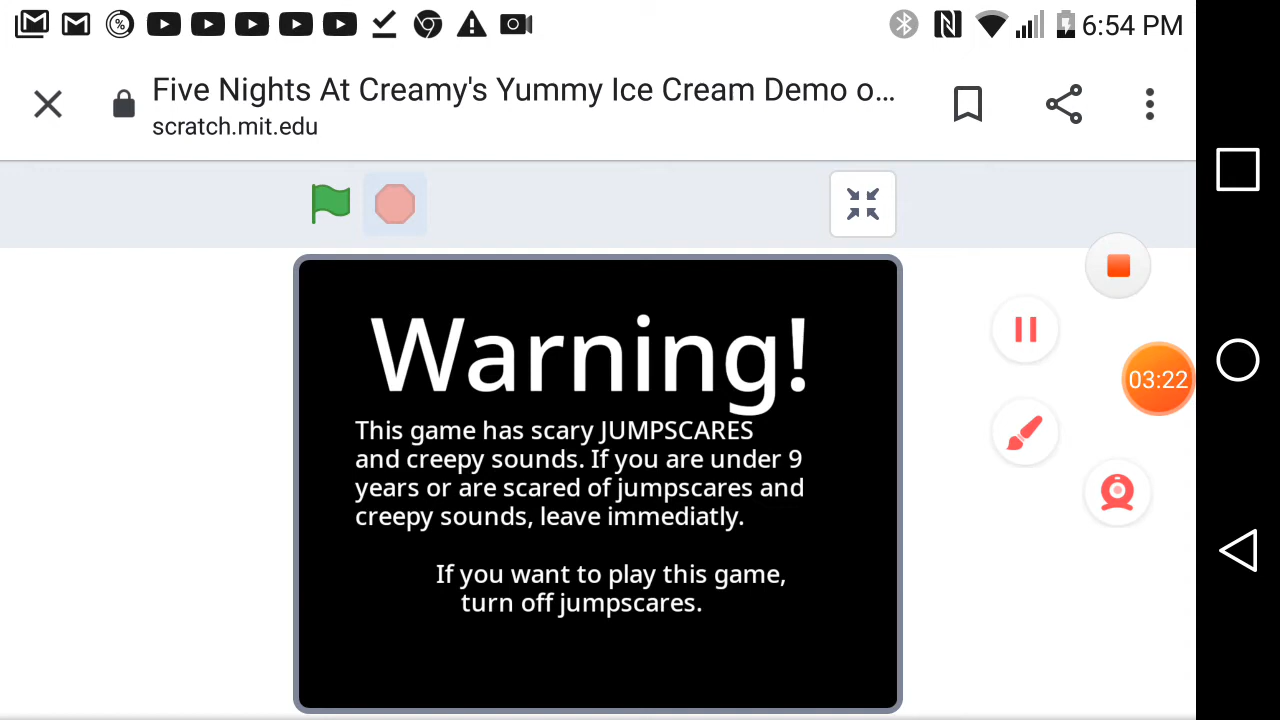 6:54 PM
Five Nights At Creamy's Yummy Ice Cream Demo o...
scratch.mit.edu
03:22
Warning!
This game has scary JUMPSCARES
and creepy sounds. If you are under 9
years or are scared of jumpscares and
creepy sounds, leave immediatly.
If you want to play this game,
turn off jumpscares.